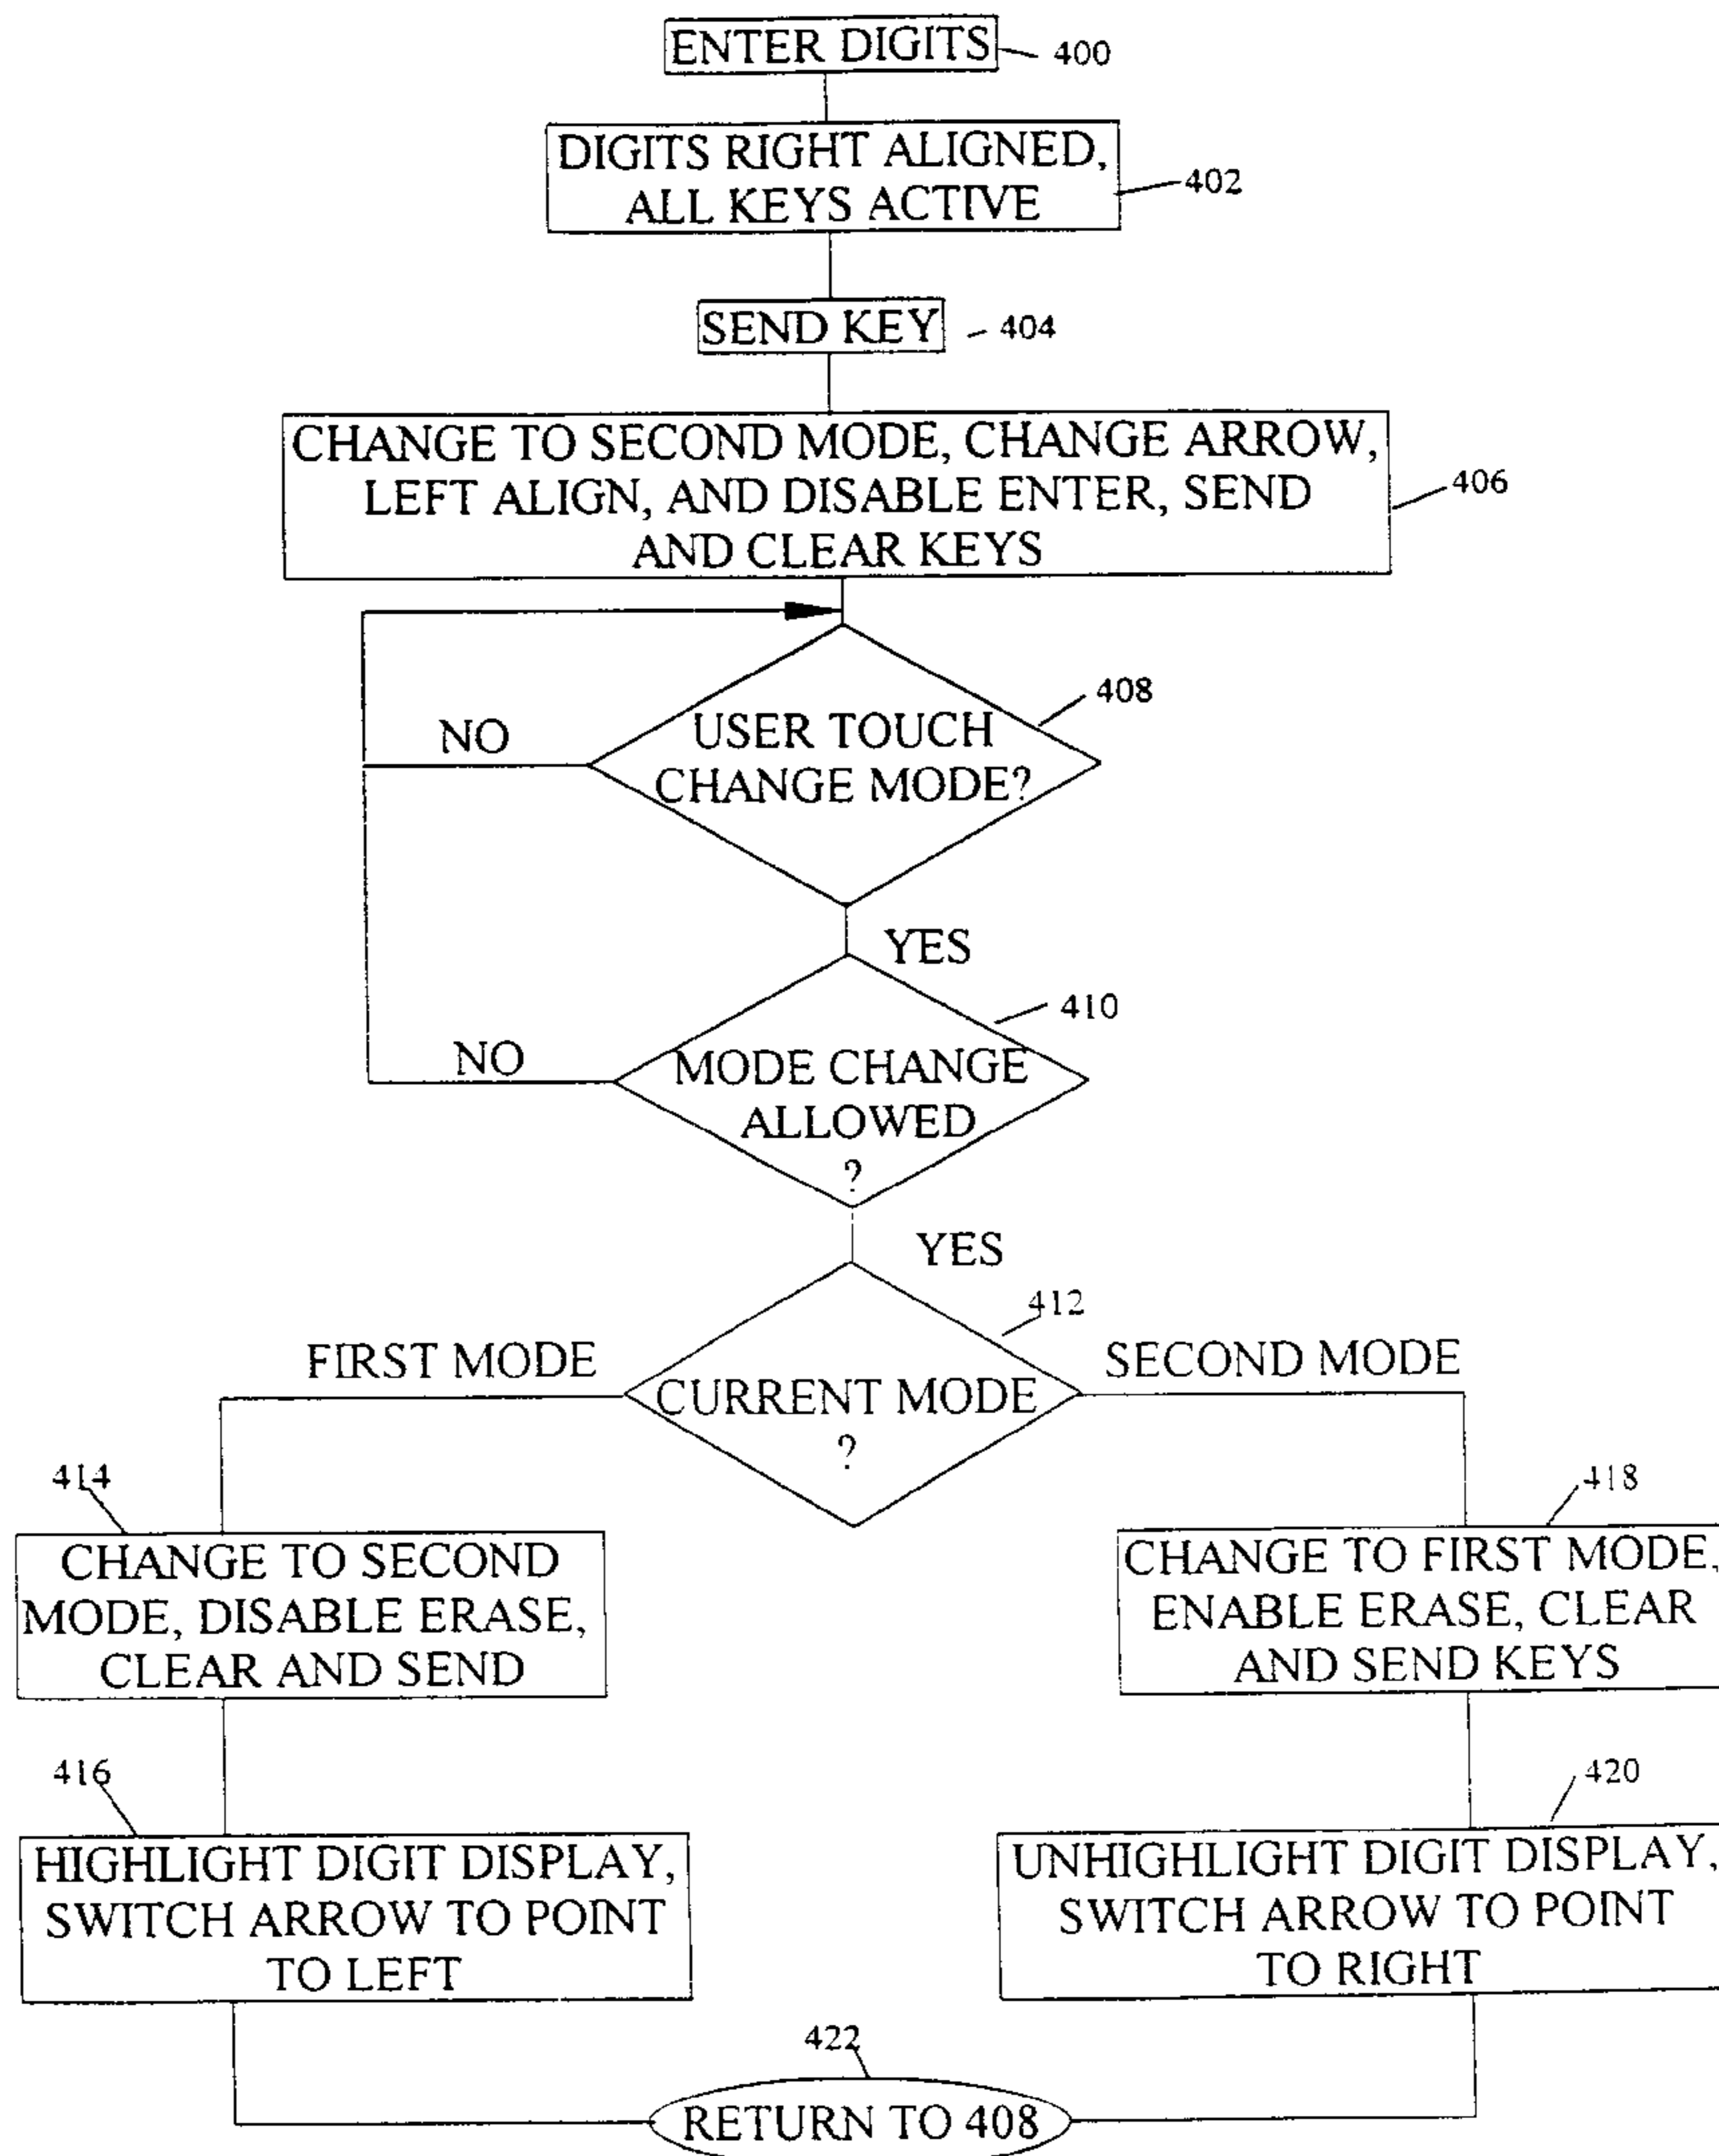 ENTER DIGITS
400
DIGITS RIGHT ALIGNED,
ALL KEYS ACTIVE
402
SEND KEY
404
CHANGE TO SECOND MODE, CHANGE ARROW,
LEFT ALIGN, AND DISABLE ENTER, SEND
AND CLEAR KEYS
406
408
NO
USER TOUCH
CHANGE MODE?
YES
410
NO
MODE CHANGE
ALLOWED
?
YES
412
FIRST MODE
SECOND MODE
CURRENT MODE
?
414
CHANGE TO SECOND
MODE, DISABLE ERASE,
CLEAR AND SEND
418
CHANGE TO FIRST MODE,
ENABLE ERASE, CLEAR
AND SEND KEYS
416
HIGHLIGHT DIGIT DISPLAY,
SWITCH ARROW TO POINT
TO LEFT
420
UNHIGHLIGHT DIGIT DISPLAY,
SWITCH ARROW TO POINT
TO RIGHT
422
RETURN TO 408